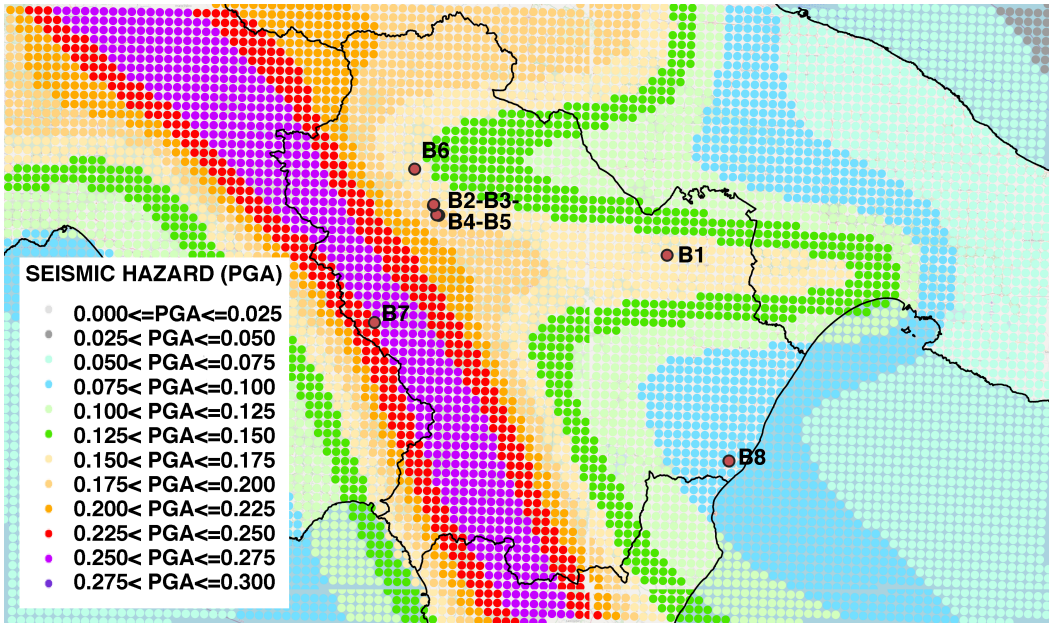 B6
B2-B3-
B4-B5
B1
SEISMIC HAZARD (PGA)
0.000<=PGA<=0.025
0.025< PGA<=0.050
0.050< PGA<=0.075
0.075< PGA<=0.100
0.100< PGA<=0.125
0.125< PGA<=0.150
0.150< PGA<=0.175
0.175< PGA<=0.200
0.200< PGA<=0.225
0.225< PGA<=0.250
0.250< PGA<=0.275
0.275< PGA<=0.300
B7
B8